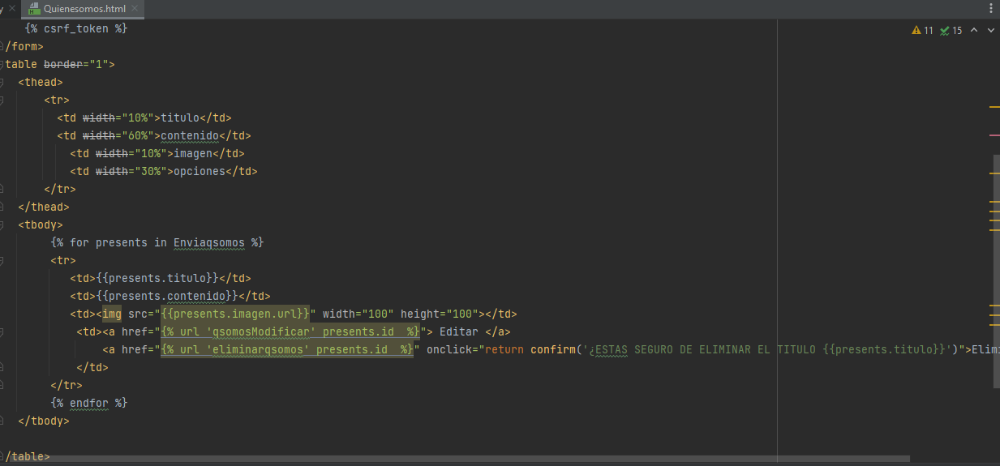 y Quienesomos.html
{% csrf_token %} 11 15
/form>
table border="1">
<thead>
<tr>
<td width="10%">titulo</td>
<td width="60%">contenido</td>
<td width="10%">imagen</td>
<td width="30%">opciones</td>
</tr>
</thead>
<tbody>
{% for presents in Enviaqsomos %}
<tr>
<td>{{presents.titulo}}</td>
<td>{{presents.contenido}}</td>
<td><img src="{{presents.imagen.url}}" width="100" height="100"></td>
<td><a href="{% url 'qsomosModificar' presents.id  %}"> Editar </a>
<a href="{% url 'eliminarqsomos' presents.id  %}" onclick="return confirm('¿ESTAS SEGURO DE ELIMINAR EL TITULO {{presents.titulo}}')">Elimi
</td>
</tr>
{% endfor %}
</tbody>
/table>